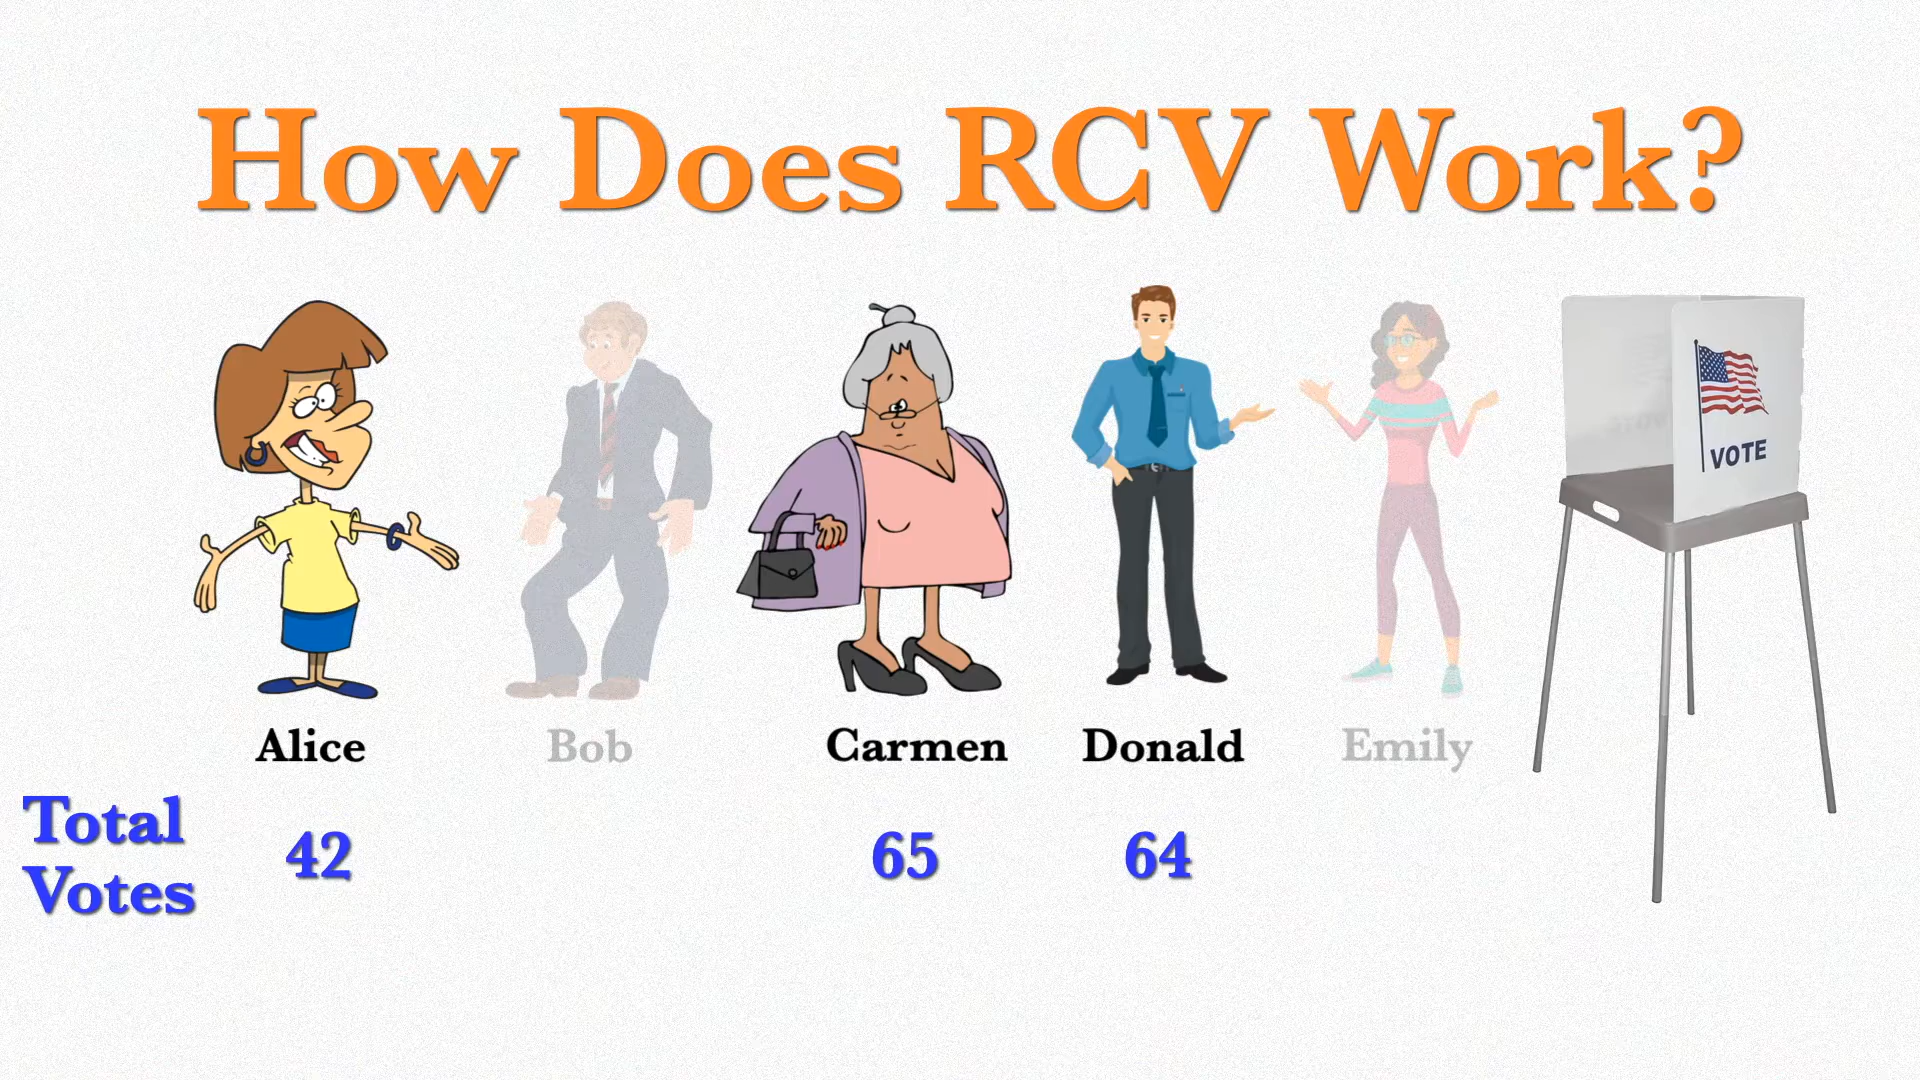 How Does RCV Work?
VOTE
Alice Bob Carmen Donald Emily
Total
Votes
42 65 64